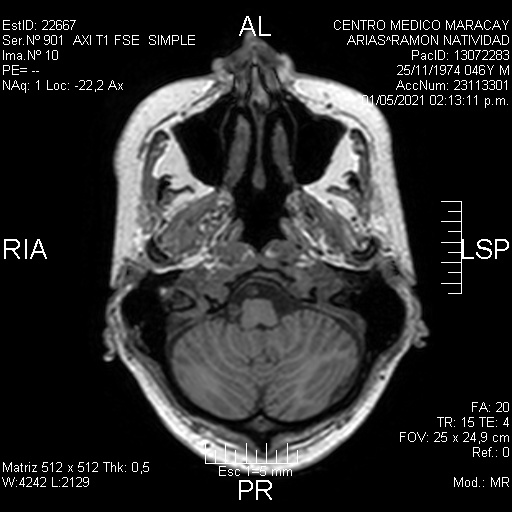 EstID: 22667
Ser.Nº 901 AXI T1 FSE SIMPLE
Ima.Nº 10
PE= --
NAq: 1 Loc: -22,2 Ax
AL
CENTRO MEDICO MARACAY
ARIAS^RAMON NATIVIDAD
PacID: 13072283
25/11/1974 046Y M
AccNum: 23113301
01/05/2021 02:13:11 p.m.
RIA
LSP
FA: 20
TR: 15 TE: 4
FOV: 25 x 24,9 cm
Ref.: 0
Matriz 512 x 512 Thk: 0,5
W:4242 L:2129
Esc 1=5 mm
PR
Mod.: MR